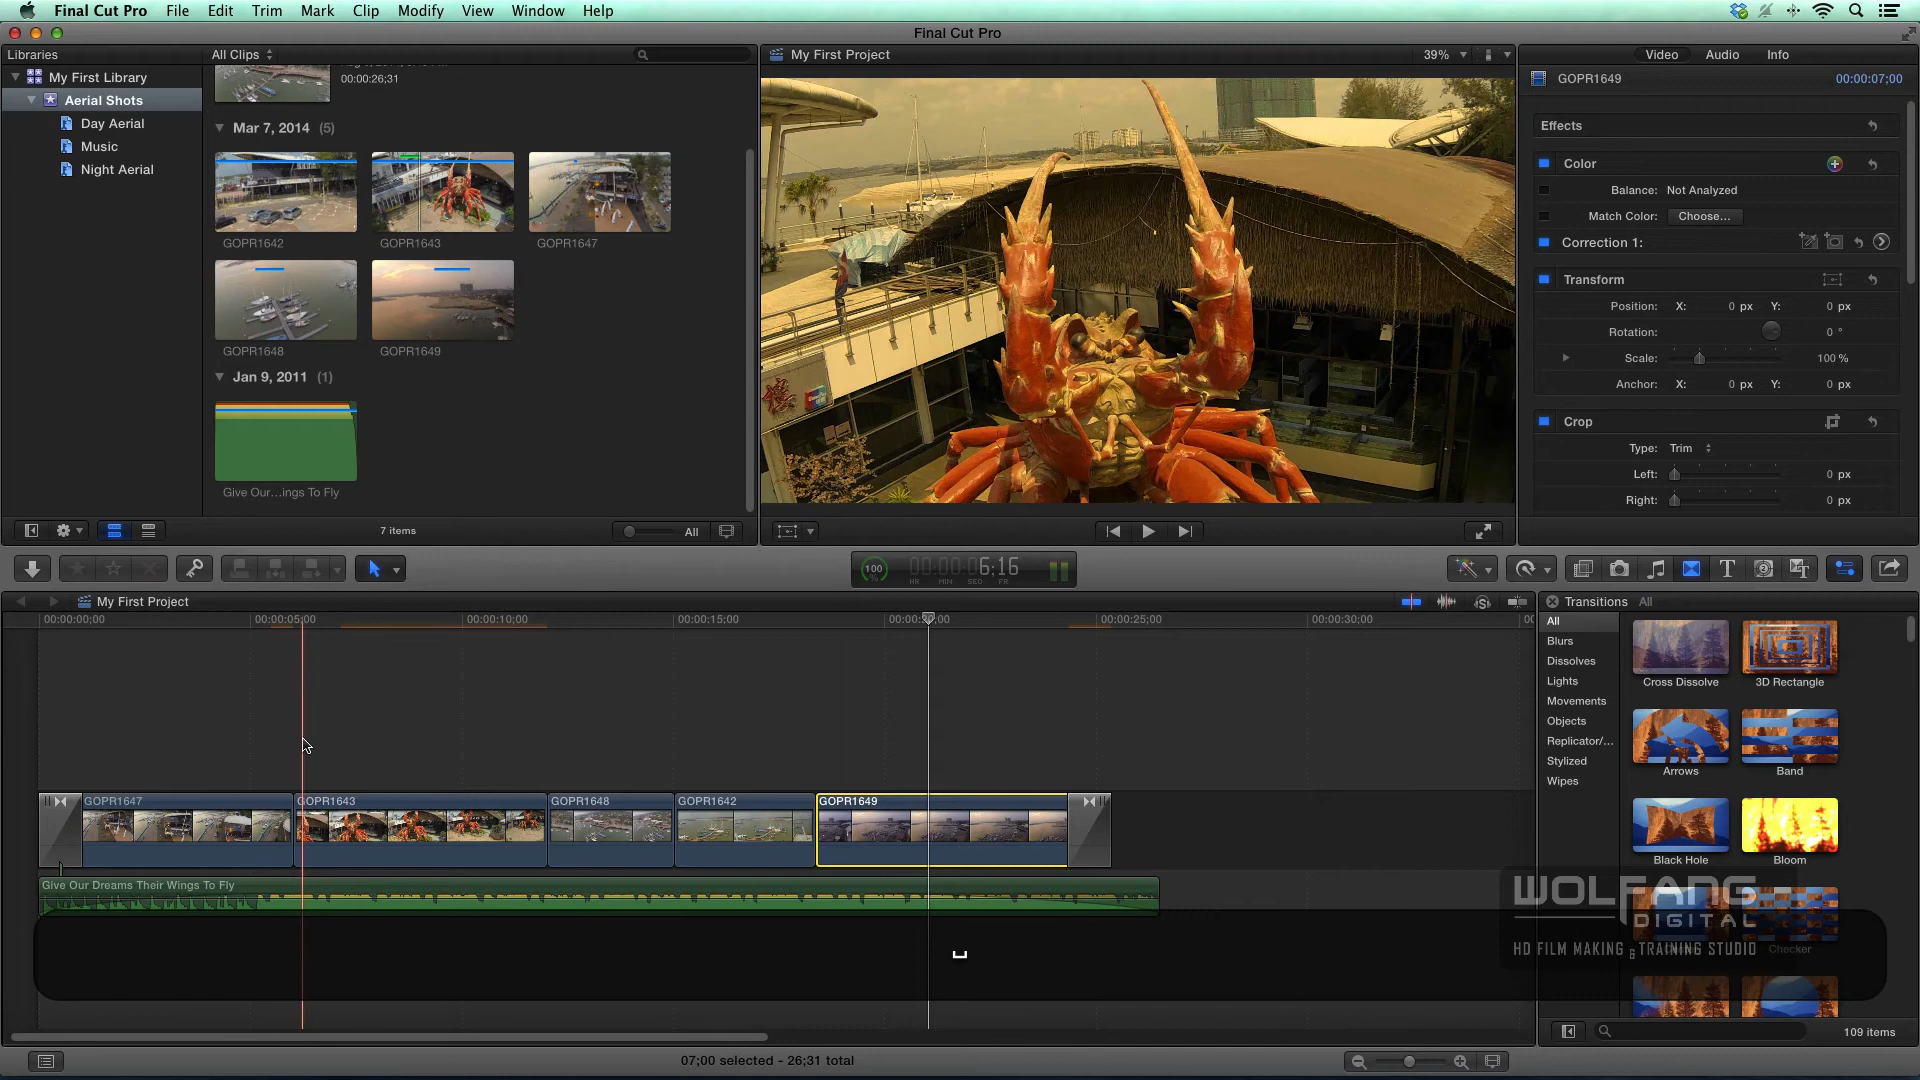 Final Cut Pro File Edit Trim Mark Clip Modify View Window Help
Final Cut Pro
Libraries
All Clips
My First Library
Aerial Shots
Day Aerial
Music
Night Aerial
00:00:26;31
Mar 7, 2014 (5)
GOPR1642
GOPR1643
GOPR1647
GOPR1648
GOPR1649
Jan 9, 2011 (1)
Give Our...ings To Fly
7 items
All
My First Project
39%
Video Audio Info
GOPR1649
00:00:07;00
Effects
Color
Balance: Not Analyzed
Match Color: Choose...
Correction 1:
Transform
Position: X: 0 px Y: 0 px
Rotation: 0 °
Scale: 100 %
Anchor: X: 0 px Y: 0 px
Crop
Type: Trim
Left: 0 px
Right: 0 px
100 %
00:00:06:16
HR MIN SEC FR
My First Project
00:00:00;00
00:00:05;00
00:00:10;00
00:00:15;00
00:00:25;00
00:00:30;00
GOPR1647
GOPR1643
GOPR1648
GOPR1642
GOPR1649
Give Our Dreams Their Wings To Fly
Transitions All
All
Blurs
Dissolves
Lights
Movements
Objects
Replicator/...
Stylized
Wipes
Cross Dissolve
3D Rectangle
Arrows
Band
Black Hole
Bloom
Checker
WOLFANG
DIGITAL
HD FILM MAKING & TRAINING STUDIO
109 items
07;00 selected - 26;31 total